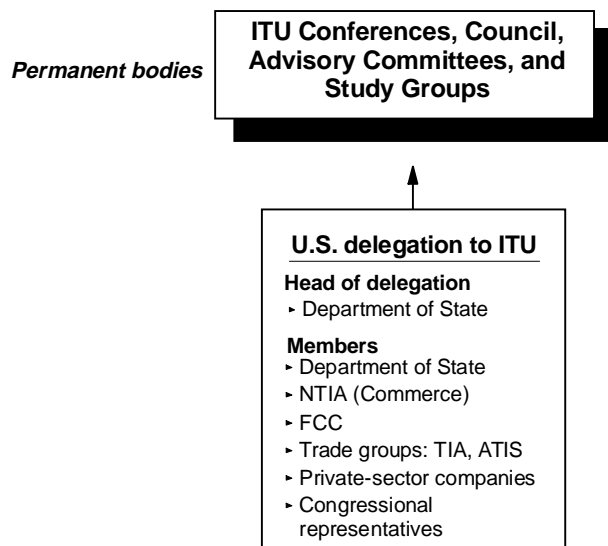 Permanent bodies
ITU Conferences, Council,
Advisory Committees, and
Study Groups
U.S. delegation to ITU
Head of delegation
▸ Department of State
Members
▸ Department of State
▸ NTIA (Commerce)
▸ FCC
▸ Trade groups: TIA, ATIS
▸ Private-sector companies
▸ Congressional
representatives